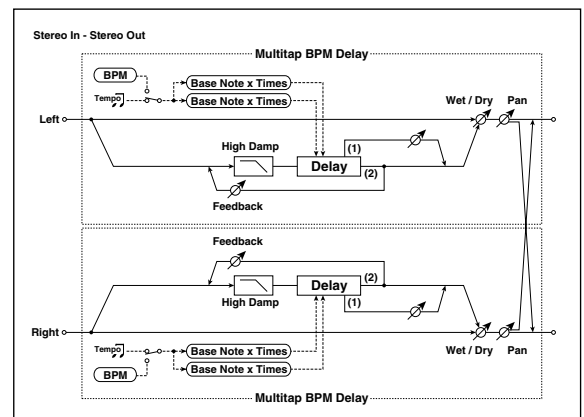 Stereo In - Stereo Out
Multitap BPM Delay
BPM
Base Note x Times
Tempo
Base Note x Times
Wet / Dry
Pan
Left
High Damp
Delay
(1)
(2)
Feedback
Feedback
Delay
(2)
(1)
High Damp
Right
Tempo
Base Note x Times
Base Note x Times
BPM
Wet / Dry
Pan
Multitap BPM Delay